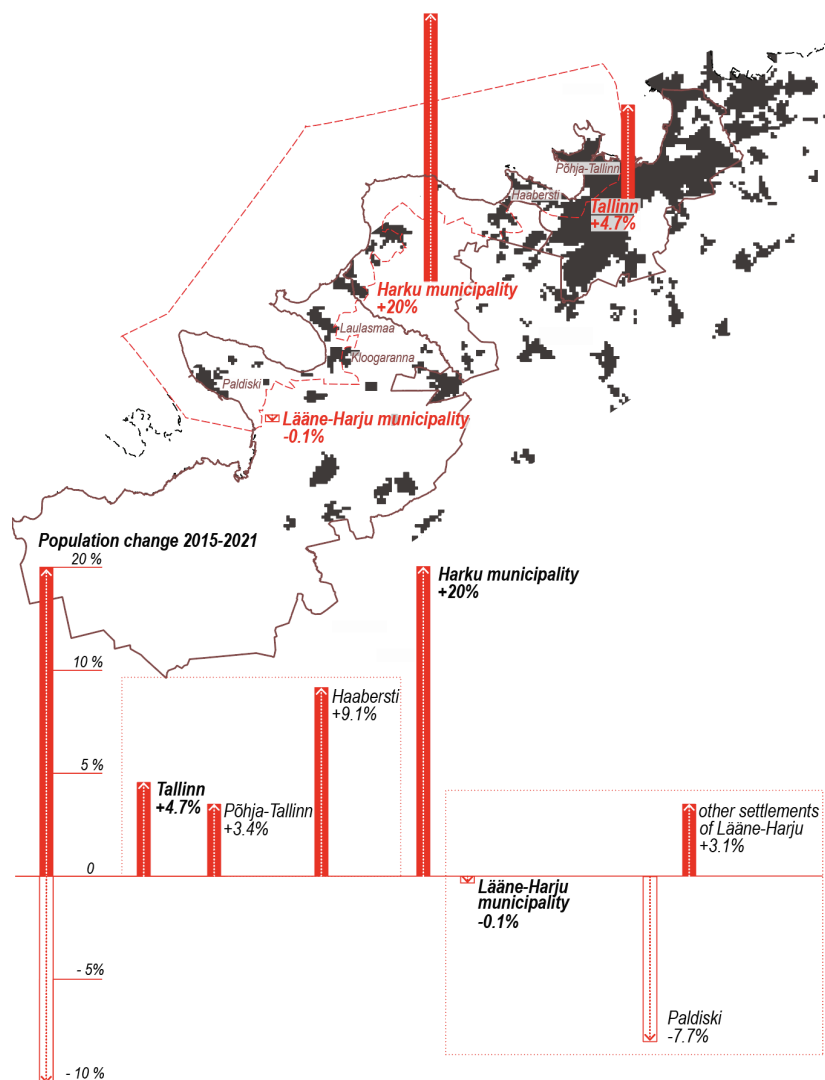 Põhja-Tallinn
Haabersti
Tallinn
+4.7%
Harku municipality
+20%
Laulasmaa
Kloogaranna
Paldiski
Lääne-Harju municipality
-0.1%
Population change 2015-2021
20 %
Harku municipality
+20%
10 %
Haabersti
+9.1%
5 %
Tallinn
+4.7%
Põhja-Tallinn
+3.4%
other settlements
of Lääne-Harju
+3.1%
0
Lääne-Harju
municipality
-0.1%
- 5%
Paldiski
-7.7%
- 10 %